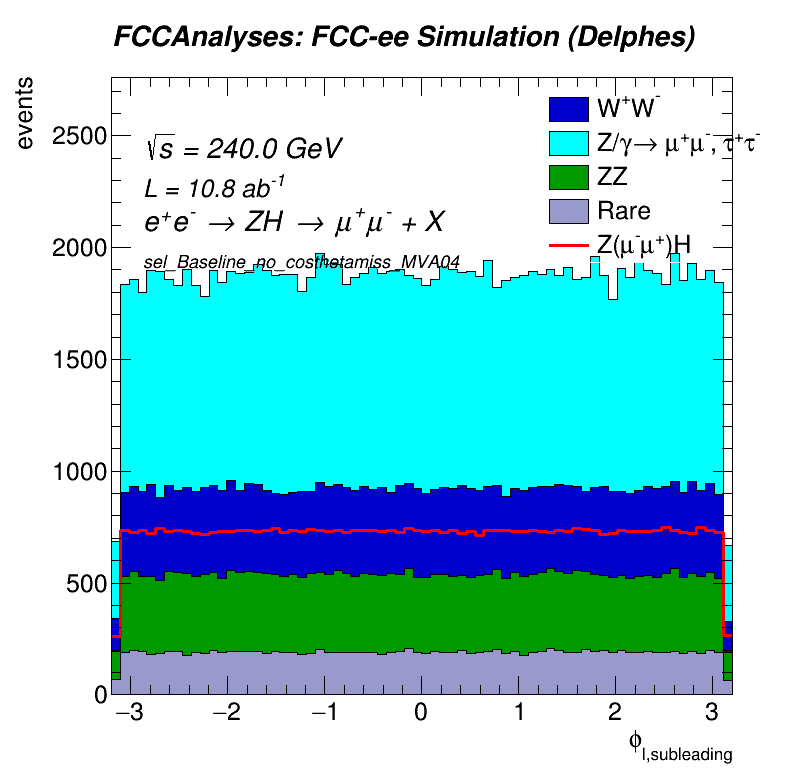 FCCAnalyses: FCC-ee Simulation (Delphes)
events
√s = 240.0 GeV
L = 10.8 ab⁻¹
e⁺e⁻ → ZH → μ⁺μ⁻ + X
sel_Baseline_no_costhetamiss_MVA04
W⁺W⁻
Z/γ→ μ⁺μ⁻, τ⁺τ⁻
ZZ
Rare
Z(μ⁻μ⁺)H
2500
2000
1500
1000
500
0
−3 −2 −1 0 1 2 3
ϕl,subleading